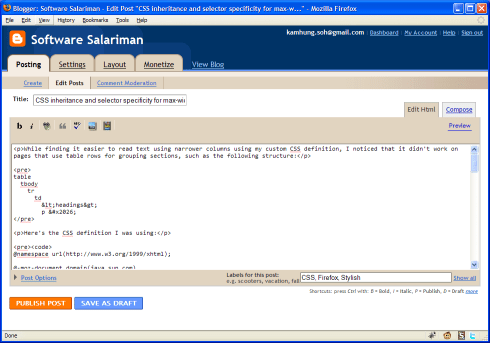 Blogger: Software Salariman - Edit Post "CSS inheritance and selector specificity for max-w..." - Mozilla Firefox
File Edit View History Bookmarks Tools Help
kamhung.soh@gmail.com | Dashboard | My Account | Help | Sign out
Software Salariman
Posting Settings Layout Monetize View Blog
Create Edit Posts Comment Moderation
Title: CSS inheritance and selector specificity for max-wi
Edit Html Compose
b i Preview
<p>While finding it easier to read text using narrower columns using my custom CSS definition, I noticed that it didn't work on
pages that use table rows for grouping sections, such as the following structure:</p>
<pre>
table
tbody
tr
td
&lt;headings&gt;
p &#x2026;
</pre>
<p>Here's the CSS definition I was using:</p>
<pre><code>
@namespace url(http://www.w3.org/1999/xhtml);
@-moz-document domain(java.sun.com)
Post Options
Labels for this post:
e.g. scooters, vacation, fall
CSS, Firefox, Stylish
Show all
Shortcuts: press Ctrl with: B = Bold, I = Italic, P = Publish, D = Draft more
PUBLISH POST SAVE AS DRAFT
Done